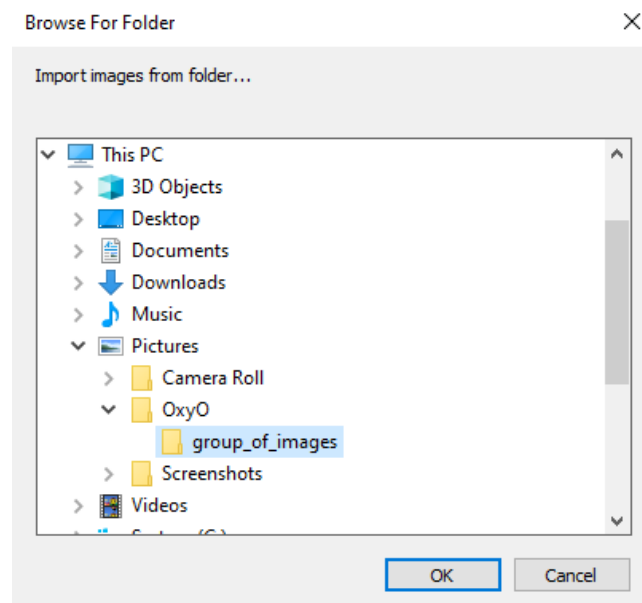 Browse For Folder
Import images from folder...
This PC
3D Objects
Desktop
Documents
Downloads
Music
Pictures
Camera Roll
OxyO
group_of_images
Screenshots
Videos
OK Cancel